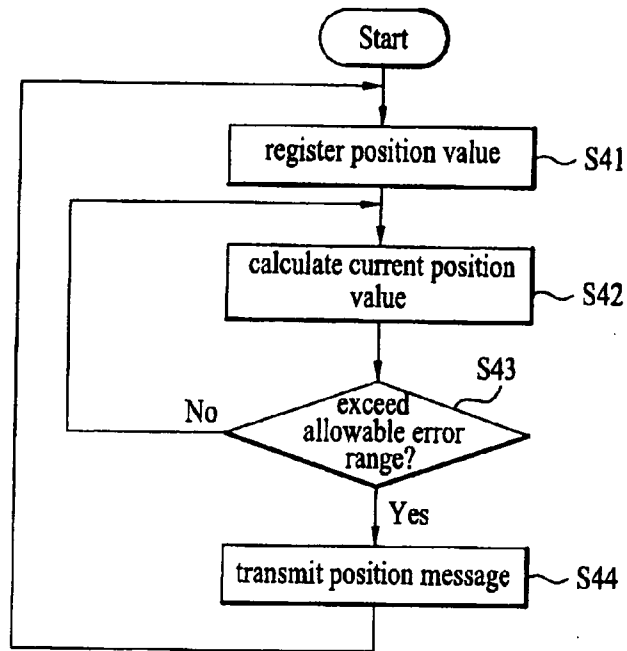 Start
register position value
S41
calculate current position
value
S42
S43
exceed
allowable error
range?
No
Yes
transmit position message
S44